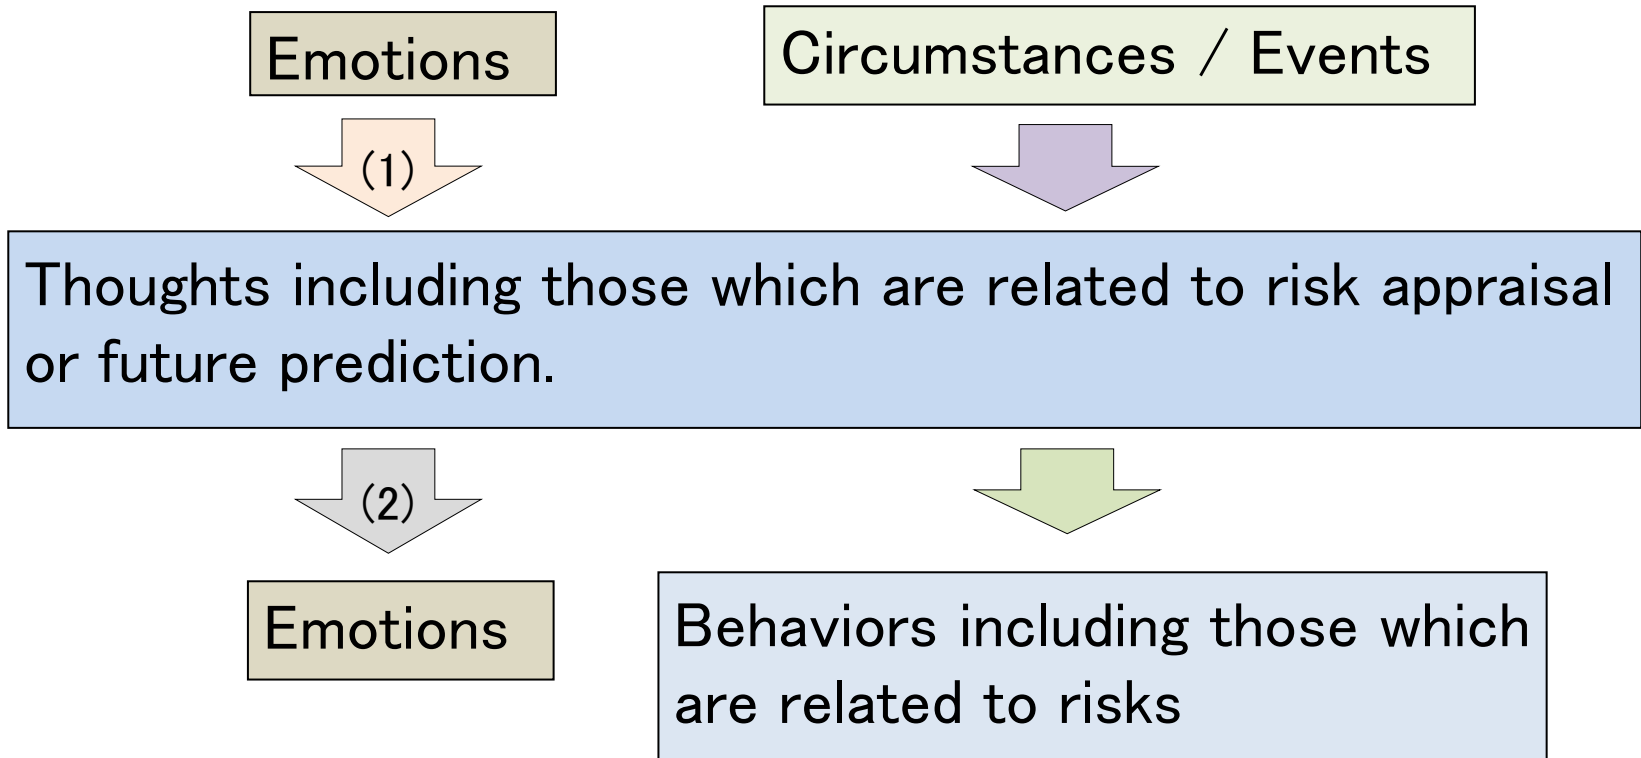 Emotions
Circumstances / Events
(1)
Thoughts including those which are related to risk appraisal
or future prediction.
(2)
Emotions
Behaviors including those which
are related to risks